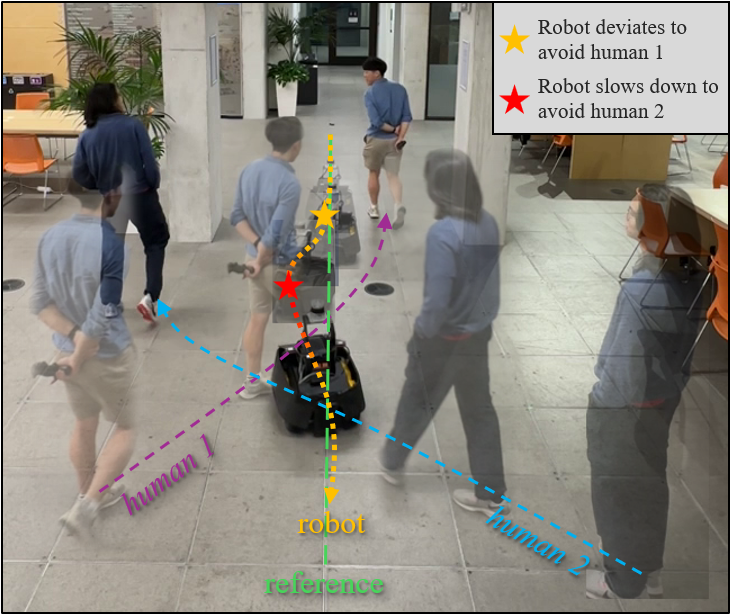 Robot deviates to
avoid human 1
Robot slows down to
avoid human 2
human 1
human 2
robot
reference